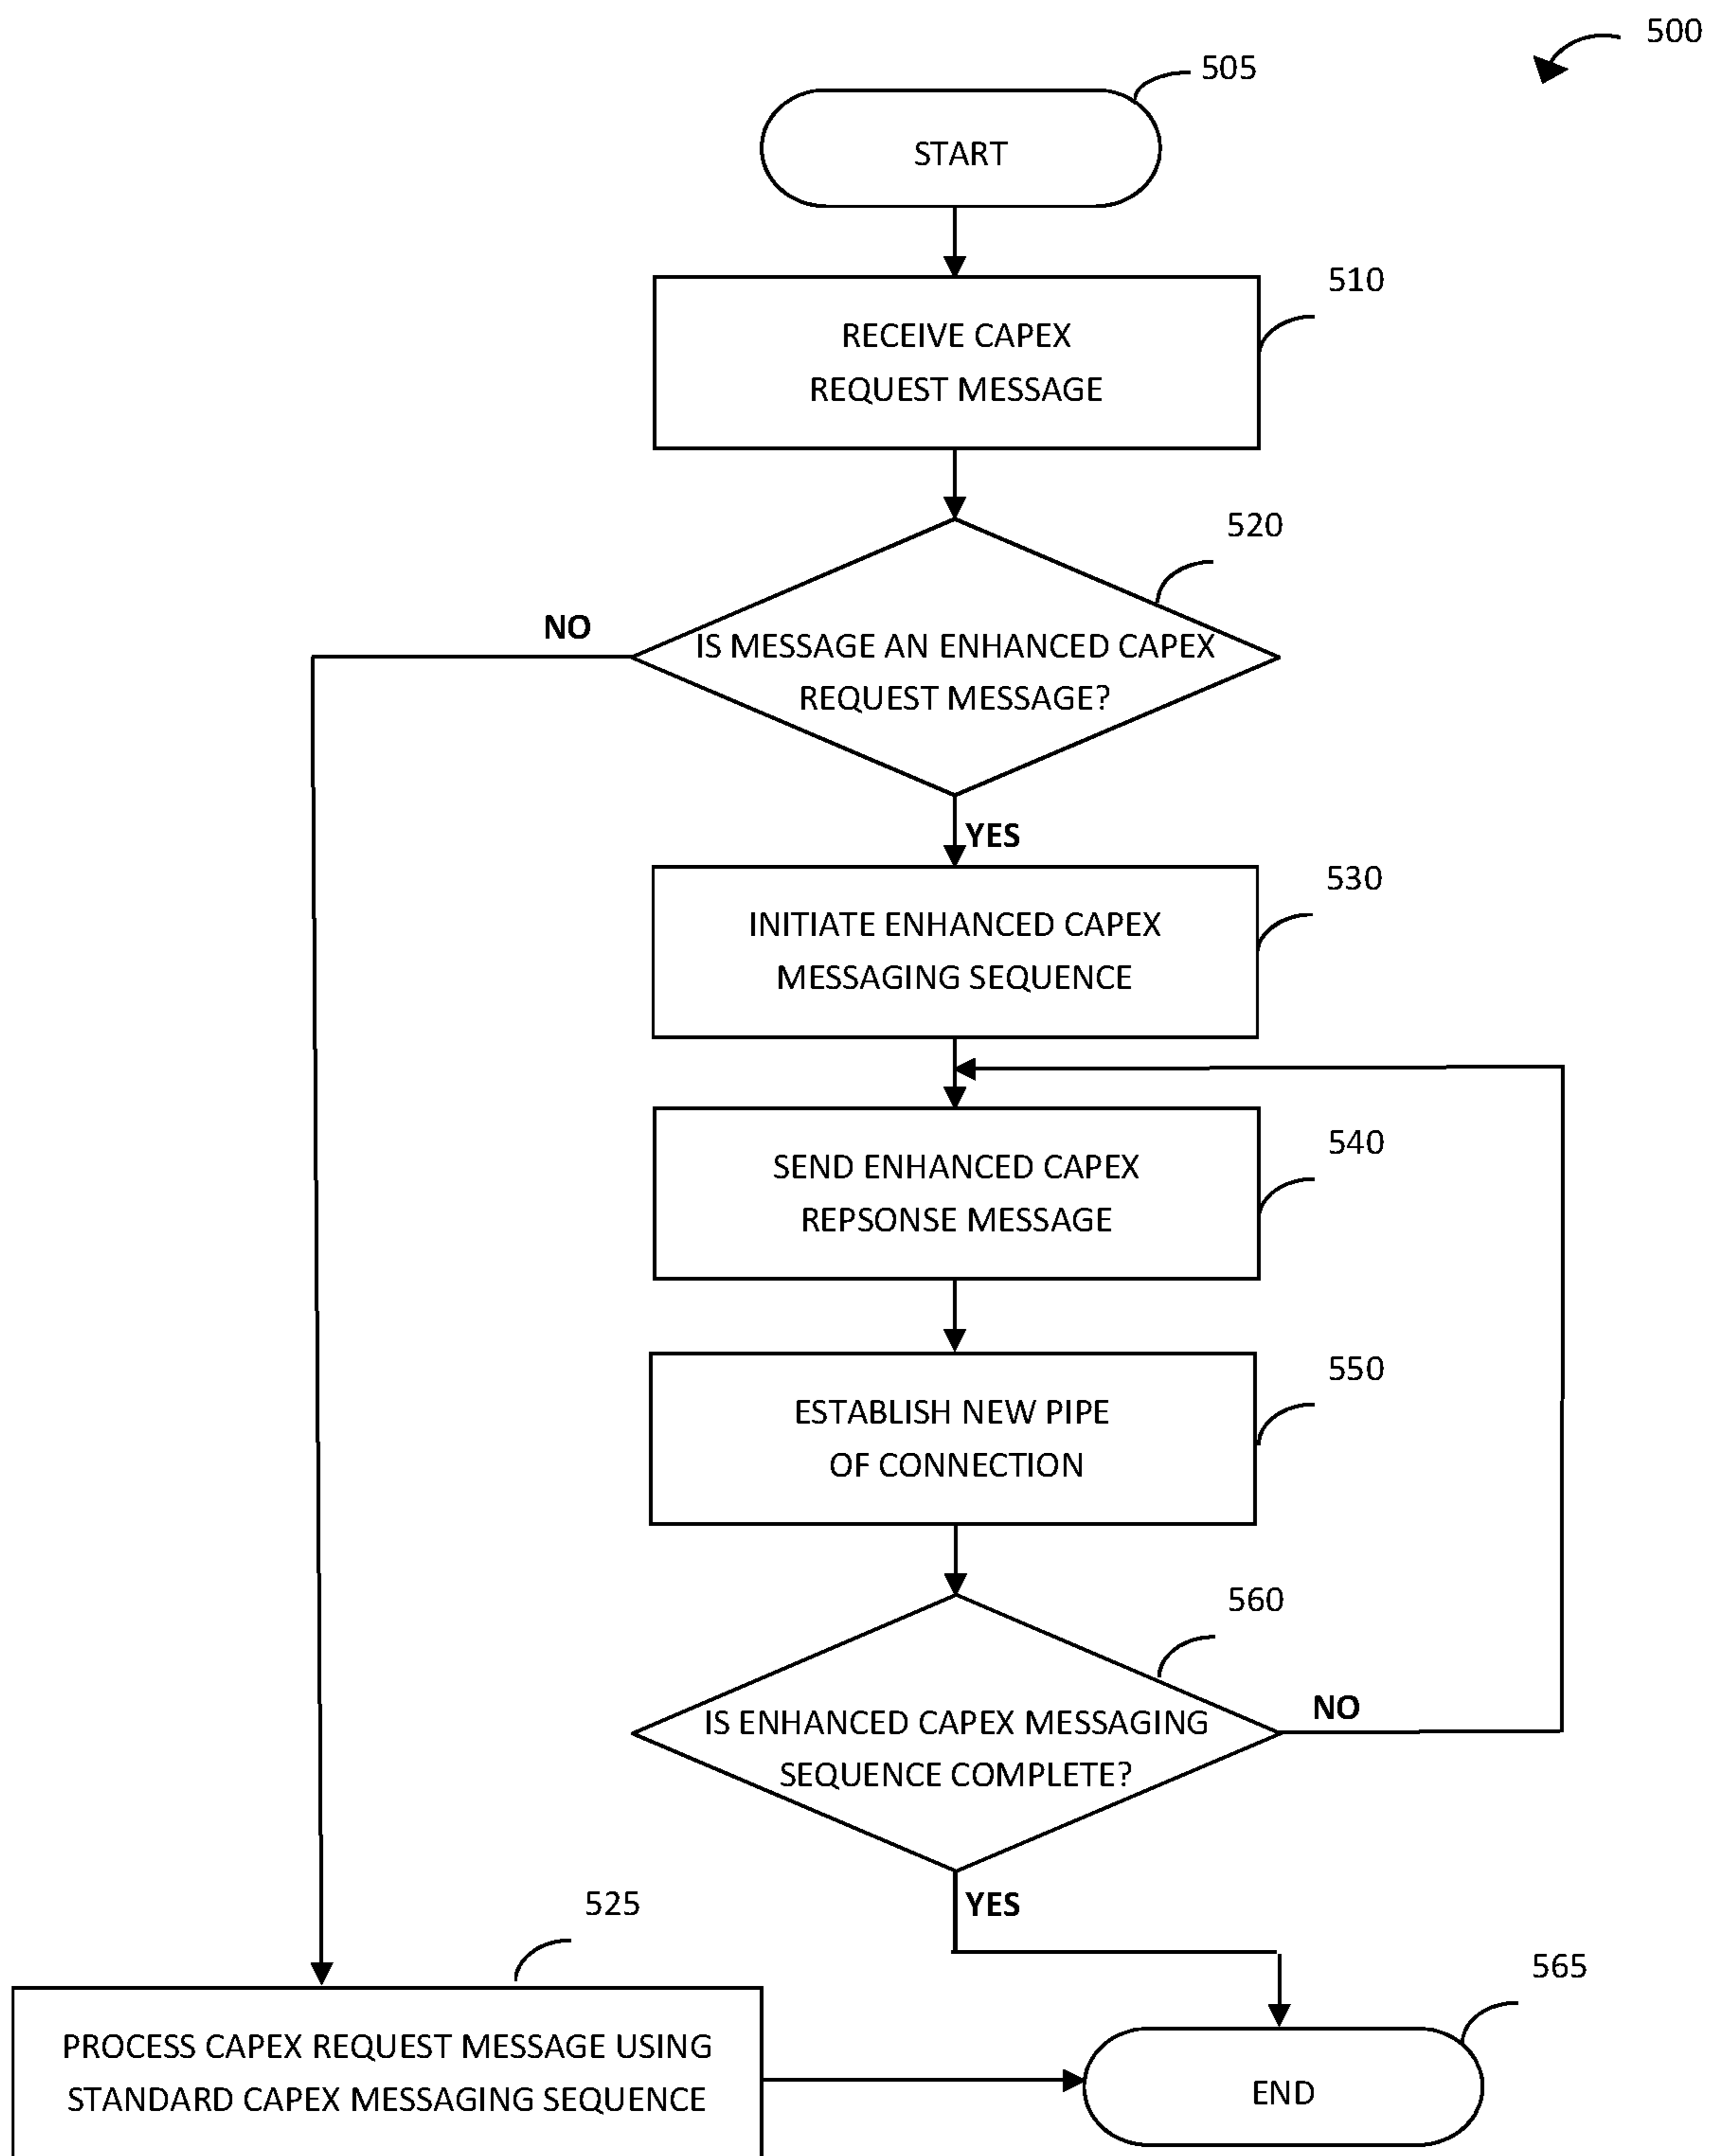 500
505
START
510
RECEIVE CAPEX
REQUEST MESSAGE
520
NO
IS MESSAGE AN ENHANCED CAPEX
REQUEST MESSAGE?
YES
530
INITIATE ENHANCED CAPEX
MESSAGING SEQUENCE
540
SEND ENHANCED CAPEX
REPSONSE MESSAGE
550
ESTABLISH NEW PIPE
OF CONNECTION
560
NO
IS ENHANCED CAPEX MESSAGING
SEQUENCE COMPLETE?
YES
525
565
PROCESS CAPEX REQUEST MESSAGE USING
STANDARD CAPEX MESSAGING SEQUENCE
END